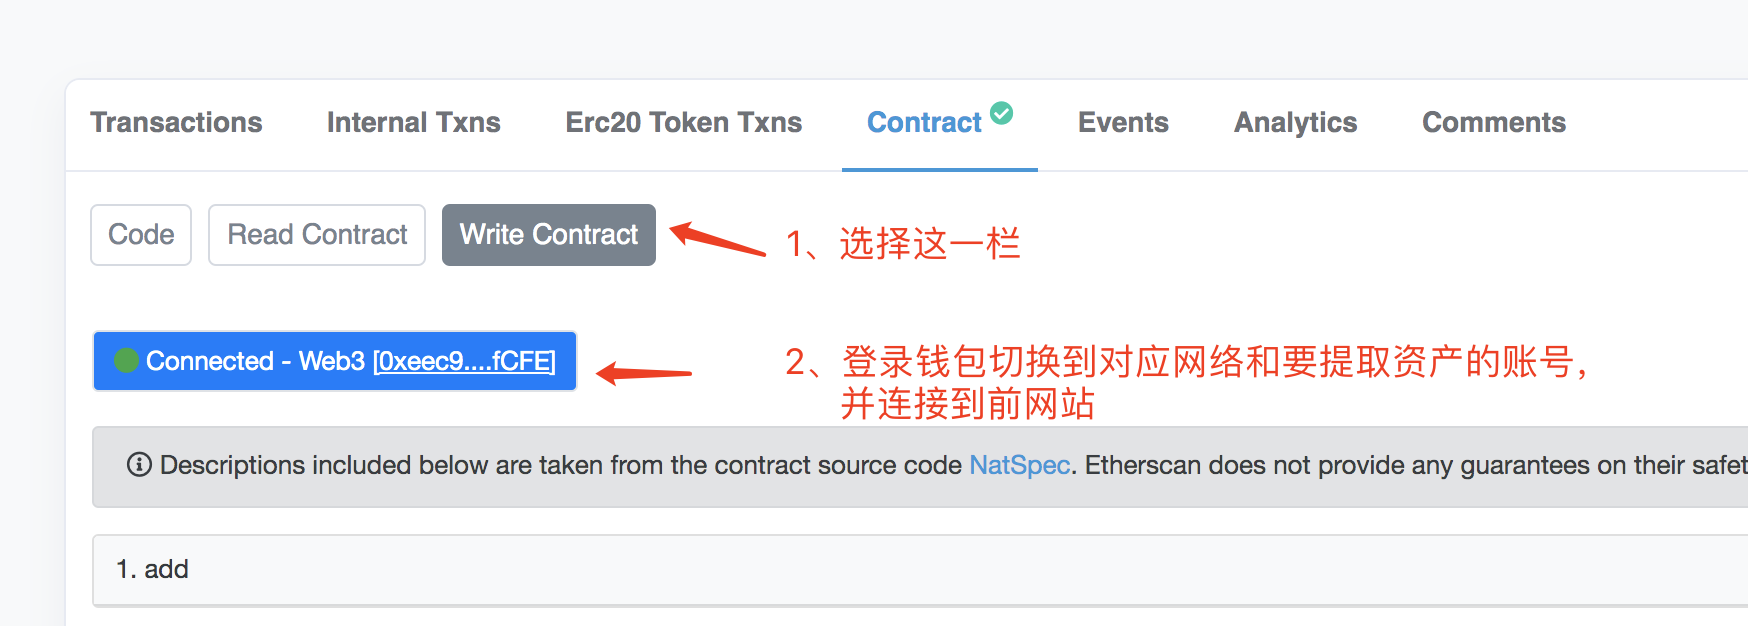 Transactions Internal Txns Erc20 Token Txns Contract Events Analytics Comments
Code Read Contract Write Contract
1、选择这一栏
Connected - Web3 [0xeec9....fCFE]
2、登录钱包切换到对应网络和要提取资产的账号，
并连接到前网站
Descriptions included below are taken from the contract source code NatSpec. Etherscan does not provide any guarantees on their safet
1. add